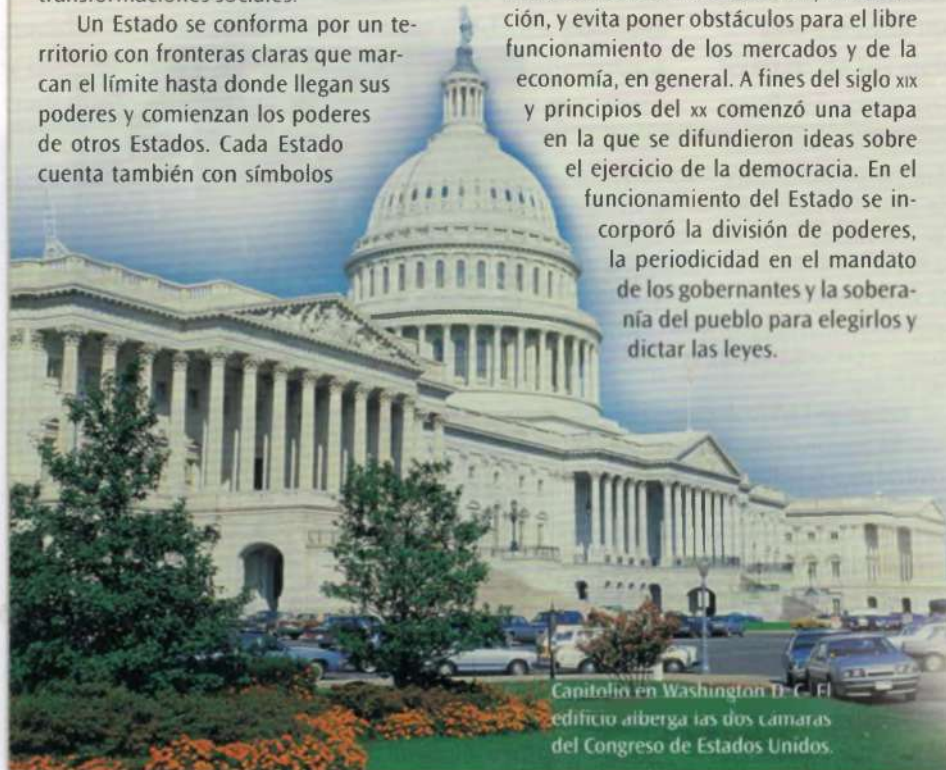 transformaciones sociales.
Un Estado se conforma por un te-
rritorio con fronteras claras que mar-
can el límite hasta donde llegan sus
poderes y comienzan los poderes
de otros Estados. Cada Estado
cuenta también con símbolos
ción, y evita poner obstáculos para el libre
funcionamiento de los mercados y de la
economía, en general. A fines del siglo XIX
y principios del XX comenzó una etapa
en la que se difundieron ideas sobre
el ejercicio de la democracia. En el
funcionamiento del Estado se in-
corporó la división de poderes,
la periodicidad en el mandato
de los gobernantes y la sobera-
nía del pueblo para elegirlos y
dictar las leyes.
Capitolio en Washington D. C. El
edificio alberga las dos cámaras
del Congreso de Estados Unidos.